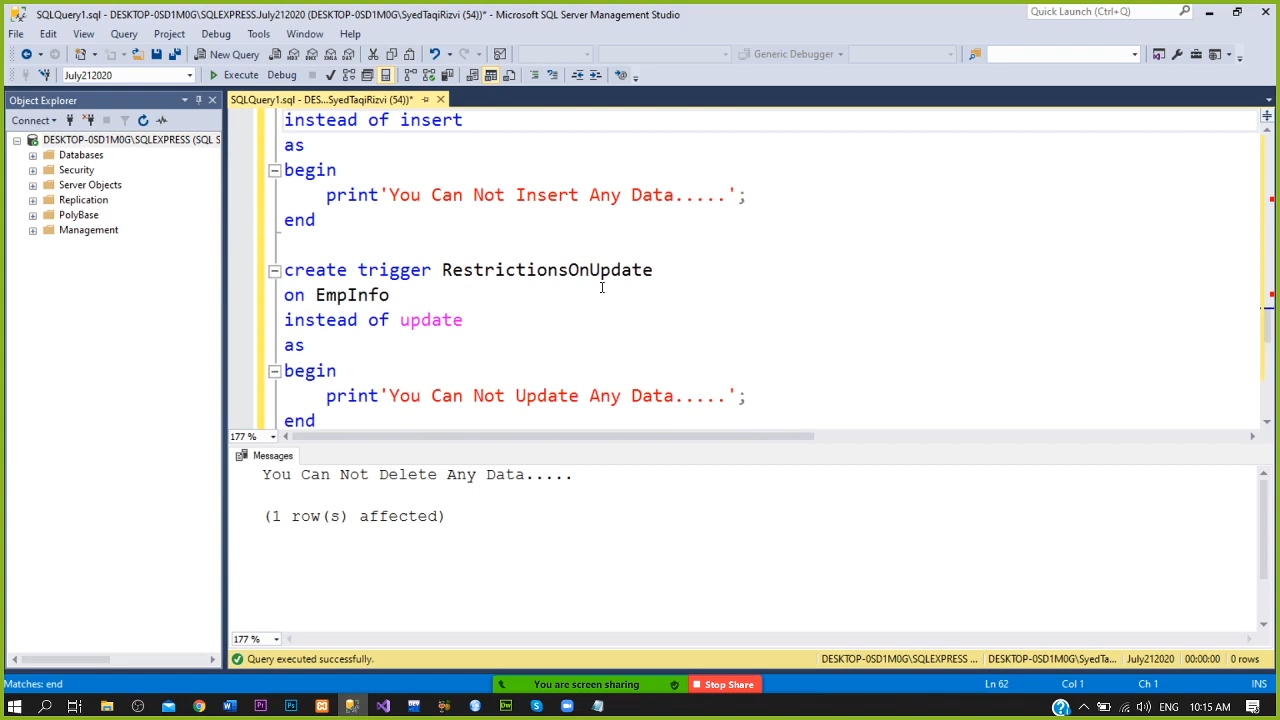 SQLQuery1.sql - DESKTOP-0SD1M0G\SQLEXPRESS.July212020 (DESKTOP-0SD1M0G\SyedTaqiRizvi (54))* - Microsoft SQL Server Management Studio
Quick Launch (Ctrl+Q)
File Edit View Query Project Debug Tools Window Help
New Query
Generic Debugger
July212020
Execute Debug
Object Explorer
SQLQuery1.sql - DES...SyedTaqiRizvi (54))*
Connect
DESKTOP-0SD1M0G\SQLEXPRESS (SQL S
Databases
Security
Server Objects
Replication
PolyBase
Management
instead of insert
as
begin
print'You Can Not Insert Any Data.....';
end
create trigger RestrictionsOnUpdate
on EmpInfo
instead of update
as
begin
print'You Can Not Update Any Data.....';
end
177 %
Messages
You Can Not Delete Any Data.....
(1 row(s) affected)
177 %
Query executed successfully.
DESKTOP-0SD1M0G\SQLEXPRESS ... DESKTOP-0SD1M0G\SyedTa... July212020 00:00:00 0 rows
Matches: end
You are screen sharing
Stop Share
Ln 62 Col 1 Ch 1 INS
10:15 AM